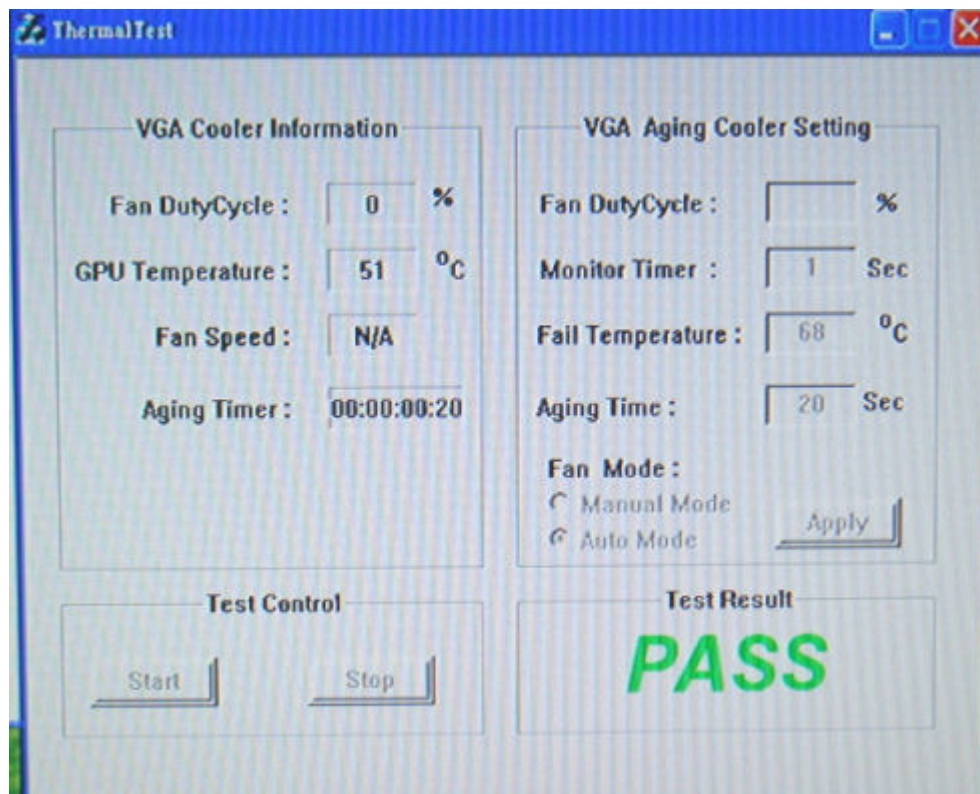 ThermalTest
VGA Cooler Information
Fan DutyCycle : 0 %
GPU Temperature : 51 °C
Fan Speed : N/A
Aging Timer : 00:00:00:20
VGA Aging Cooler Setting
Fan DutyCycle : %
Monitor Timer : 1 Sec
Fail Temperature : 68 °C
Aging Time : 20 Sec
Fan Mode :
Manual Mode
Auto Mode
Apply
Test Control
Start Stop
Test Result
PASS